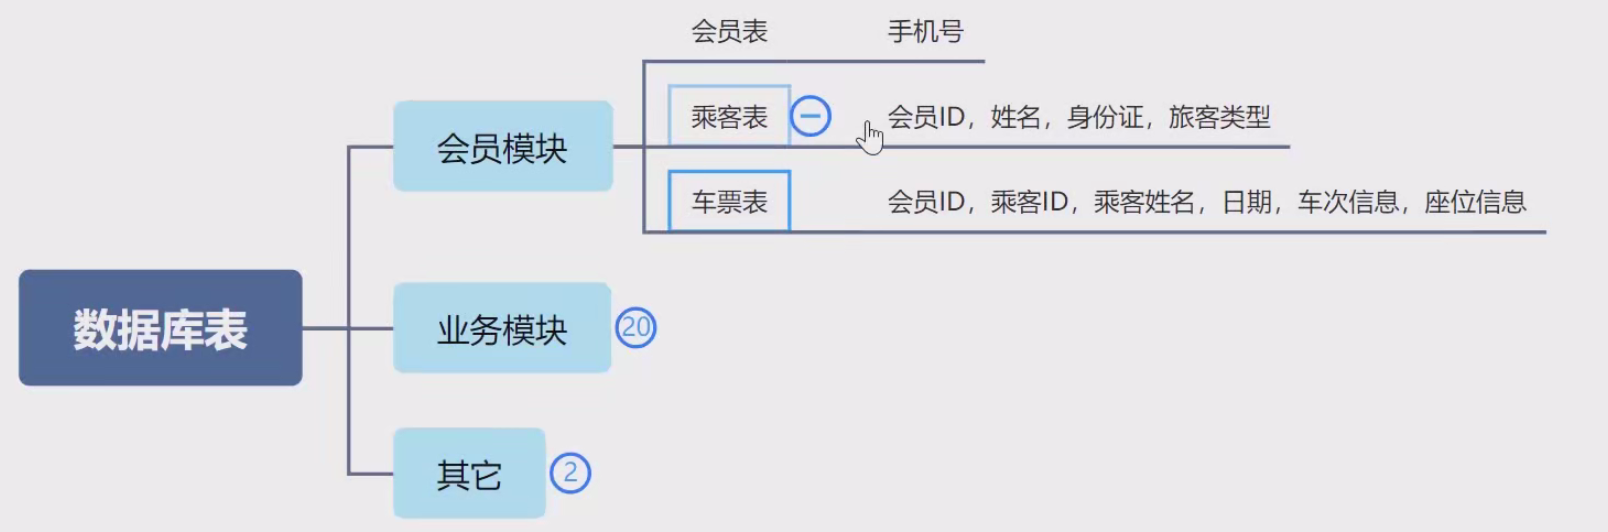 会员表 手机号
乘客表 会员ID，姓名，身份证，旅客类型
会员模块
车票表 会员ID，乘客ID，乘客姓名，日期，车次信息，座位信息
数据库表
业务模块 20
其它 2